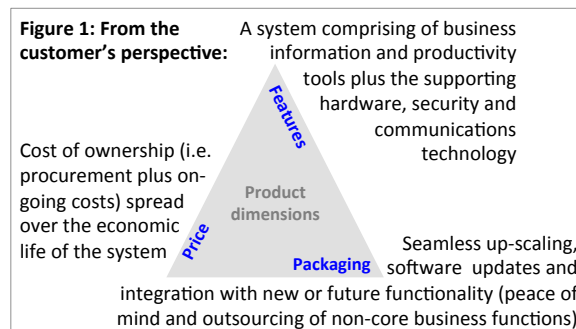 Figure 1: From the
customer's perspective:
A system comprising of business
information and productivity
tools plus the supporting
hardware, security and
communications
technology
Features
Cost of ownership (i.e.
procurement plus on-
going costs) spread
over the economic
life of the system
Product
dimensions
Price
Packaging
Seamless up-scaling,
software updates and
integration with new or future functionality (peace of
mind and outsourcing of non-core business functions)